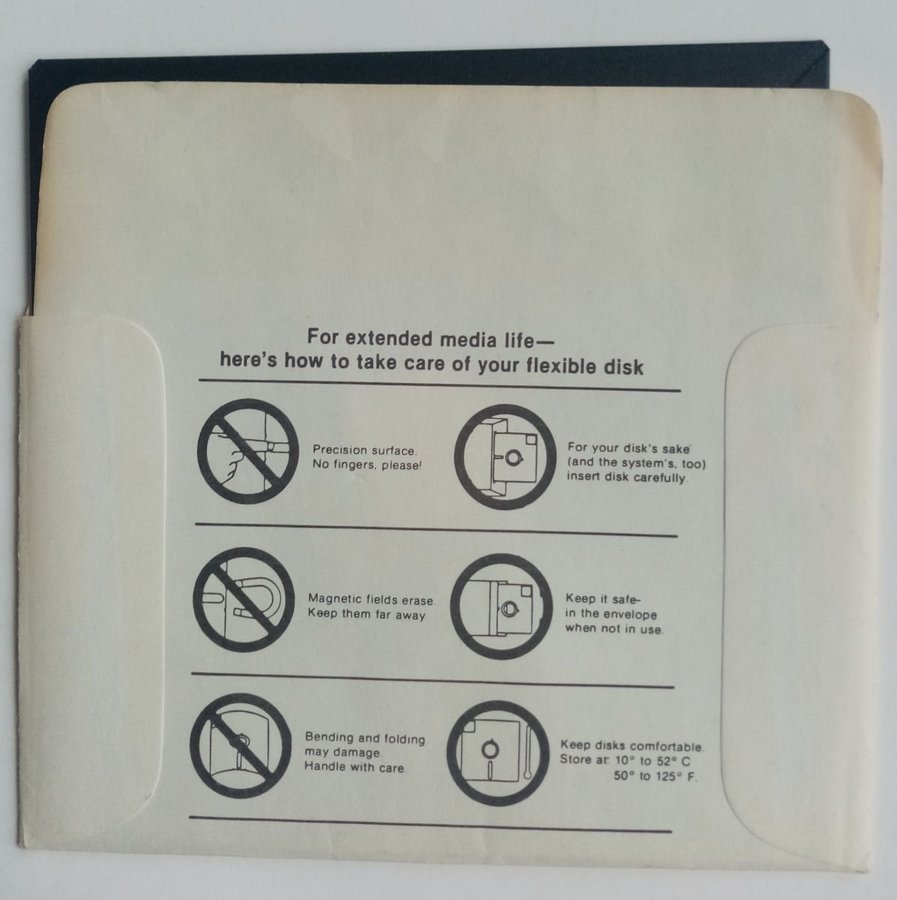 For extended media life—
here's how to take care of your flexible disk
Precision surface.
No fingers, please!
For your disk's sake
(and the system's, too)
insert disk carefully.
Magnetic fields erase.
Keep them far away
Keep it safe-
in the envelope
when not in use.
Bending and folding
may damage.
Handle with care.
Keep disks comfortable.
Store at: 10° to 52° C
50° to 125° F.